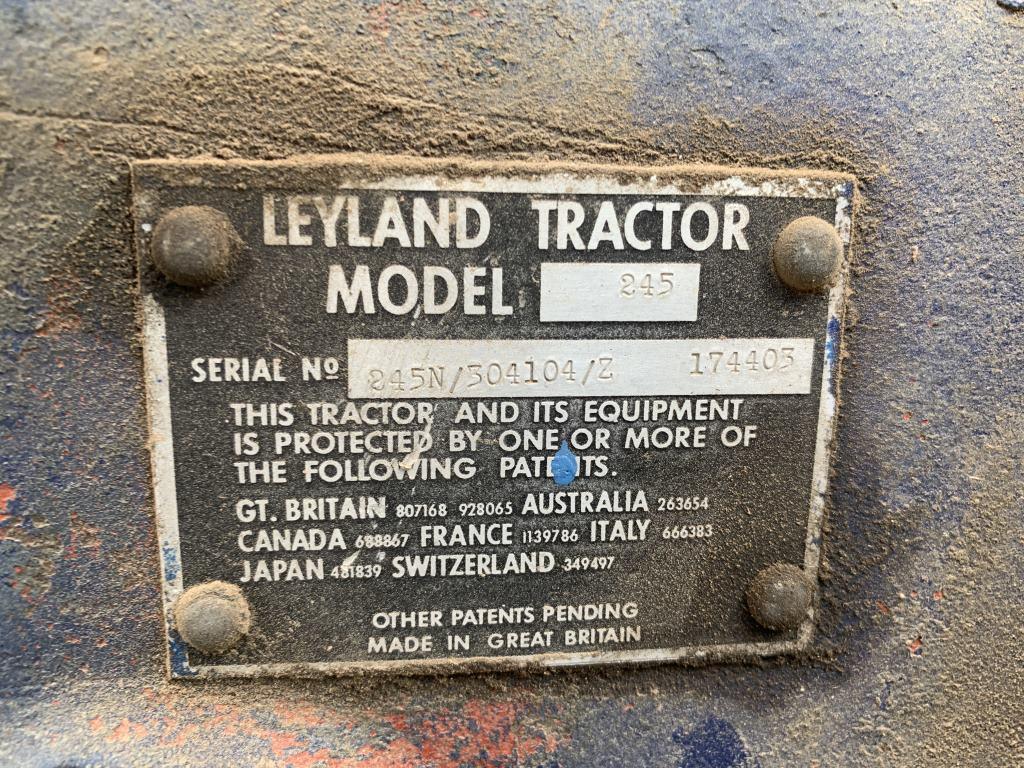 LEYLAND TRACTOR
MODEL 245
SERIAL Nº 245N/304104/Z 174403
THIS TRACTOR AND ITS EQUIPMENT
IS PROTECTED BY ONE OR MORE OF
THE FOLLOWING PATENTS.
GT. BRITAIN 807168 928065 AUSTRALIA 263654
CANADA 688867 FRANCE 1139786 ITALY 666383
JAPAN 481839 SWITZERLAND 349497
OTHER PATENTS PENDING
MADE IN GREAT BRITAIN